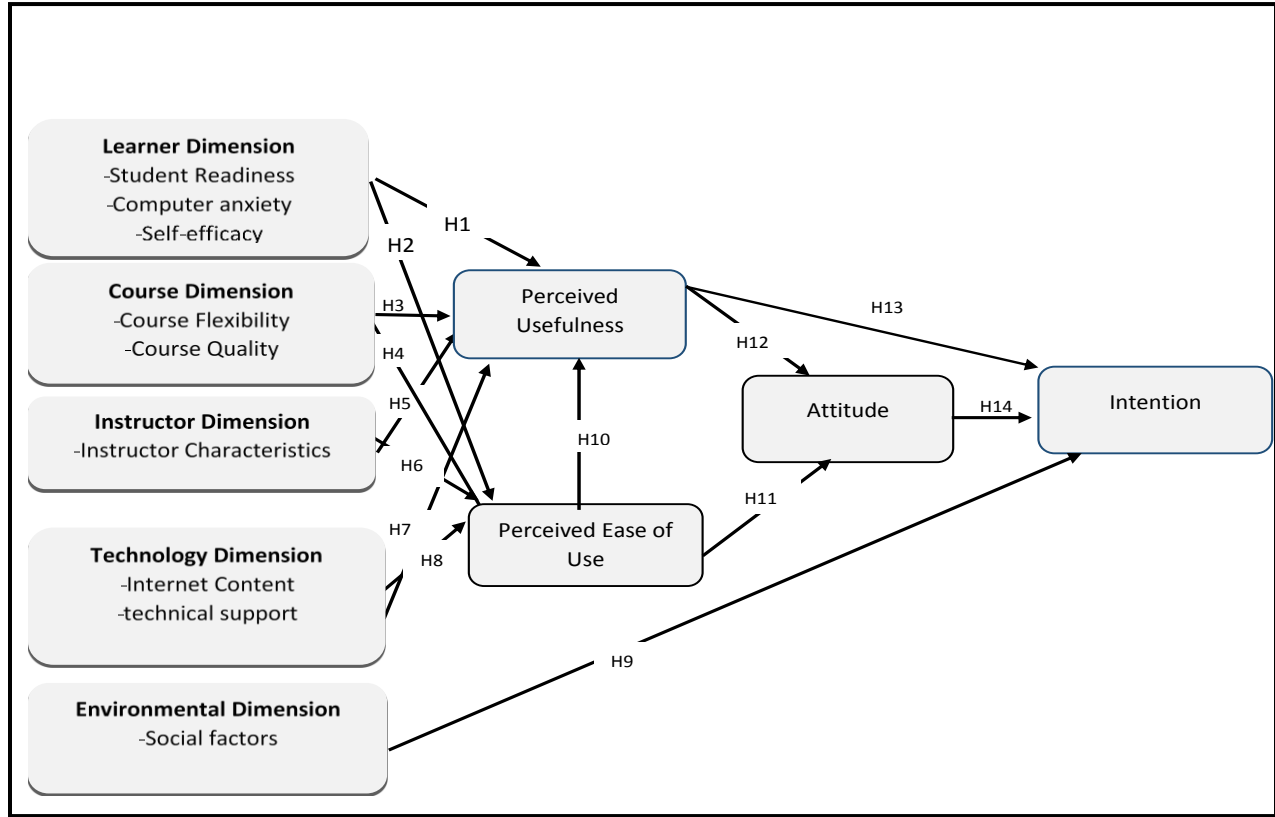 Learner Dimension
-Student Readiness
-Computer anxiety
-Self-efficacy
H1
H2
Course Dimension
-Course Flexibility
-Course Quality
H3
H4
Perceived
Usefulness
H13
H12
Instructor Dimension
-Instructor Characteristics
H5
H6
H10
Attitude
H14
Intention
H11
Technology Dimension
-Internet Content
-technical support
H7
H8
Perceived Ease of
Use
H9
Environmental Dimension
-Social factors